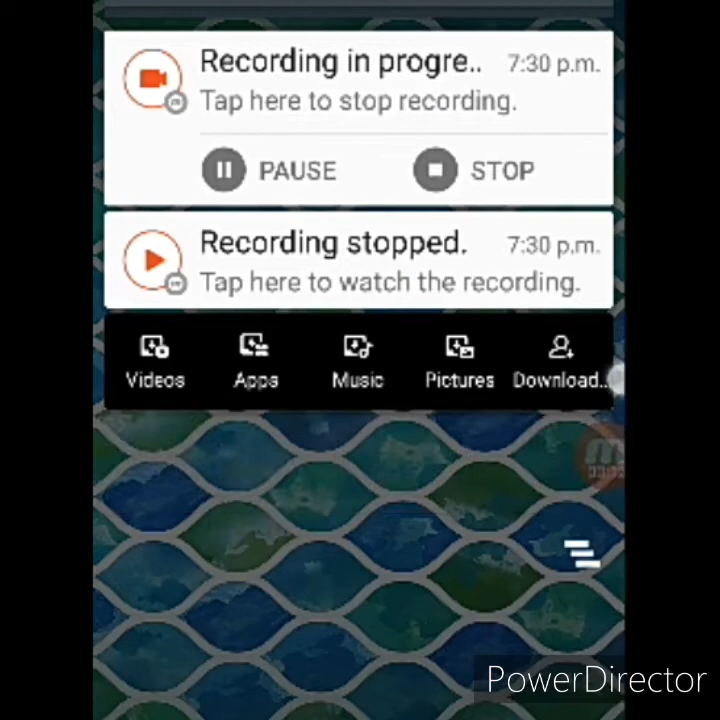 Recording in progre.. 7:30 p.m.
Tap here to stop recording.
PAUSE STOP
Recording stopped. 7:30 p.m.
Tap here to watch the recording.
Videos Apps Music Pictures Download..
PowerDirector